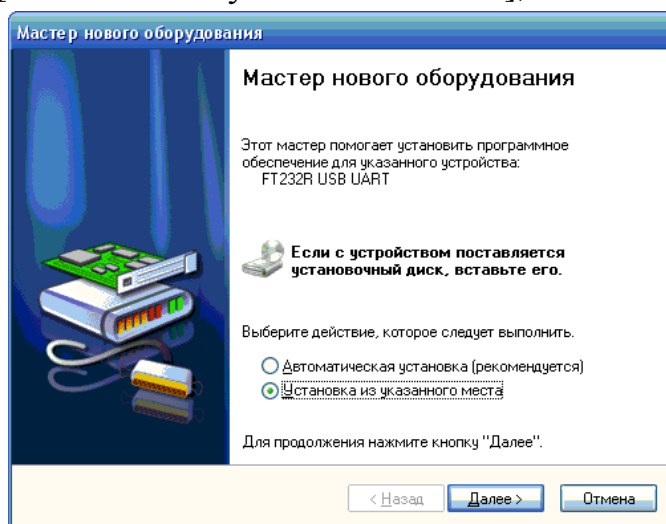 Мастер нового оборудования
Мастер нового оборудования
Этот мастер помогает установить программное
обеспечение для указанного устройства:
FT232R USB UART
Если с устройством поставляется
установочный диск, вставьте его.
Выберите действие, которое следует выполнить.
Автоматическая установка (рекомендуется)
Установка из указанного места
Для продолжения нажмите кнопку "Далее".
< Назад Далее > Отмена